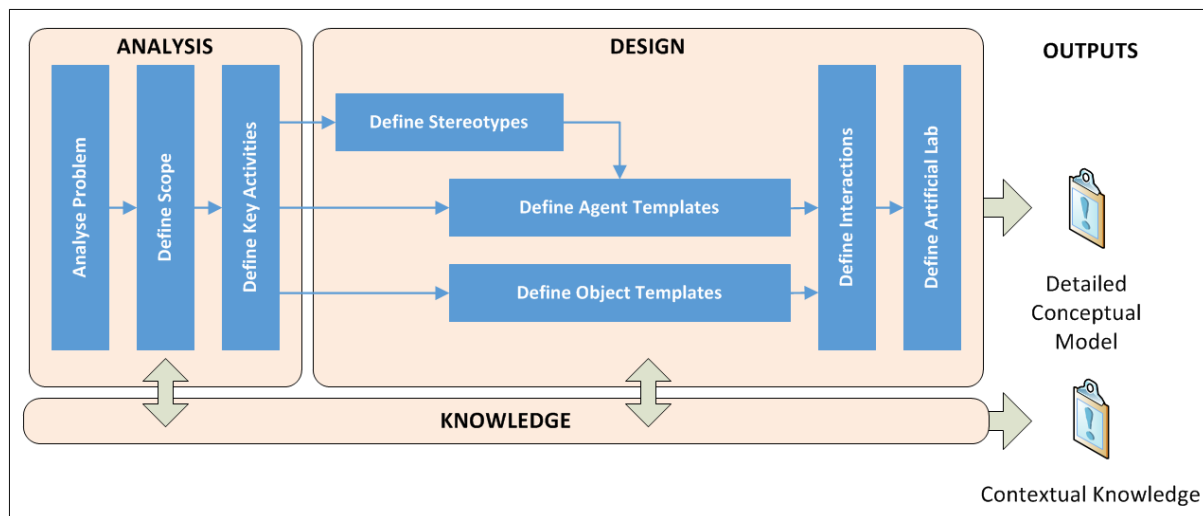 ANALYSIS
Analyse Problem
Define Scope
Define Key Activities
DESIGN
Define Stereotypes
Define Agent Templates
Define Object Templates
Define Interactions
Define Artificial Lab
OUTPUTS
Detailed
Conceptual
Model
KNOWLEDGE
Contextual Knowledge